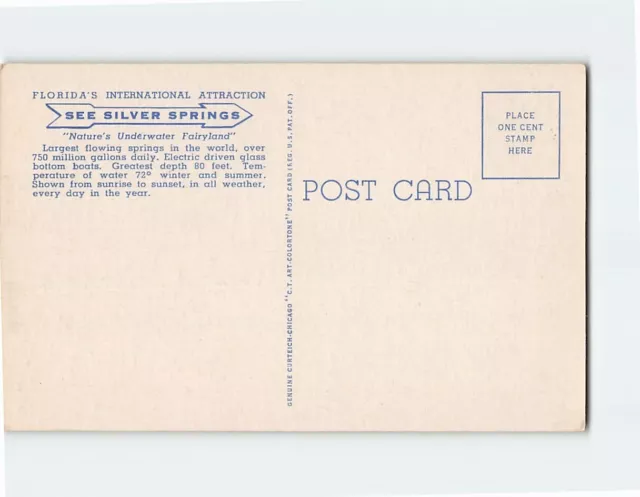 FLORIDA'S INTERNATIONAL ATTRACTION
SEE SILVER SPRINGS
"Nature's Underwater Fairyland"
Largest flowing springs in the world, over
750 million gallons daily. Electric driven glass
bottom boats. Greatest depth 80 feet. Tem-
perature of water 72º winter and summer.
Shown from sunrise to sunset, in all weather,
every day in the year.
GENUINE CURTEICH-CHICAGO "C.T. ART-COLORTONE" POST CARD (REG. U.S. PAT. OFF.)
POST CARD
PLACE
ONE CENT
STAMP
HERE